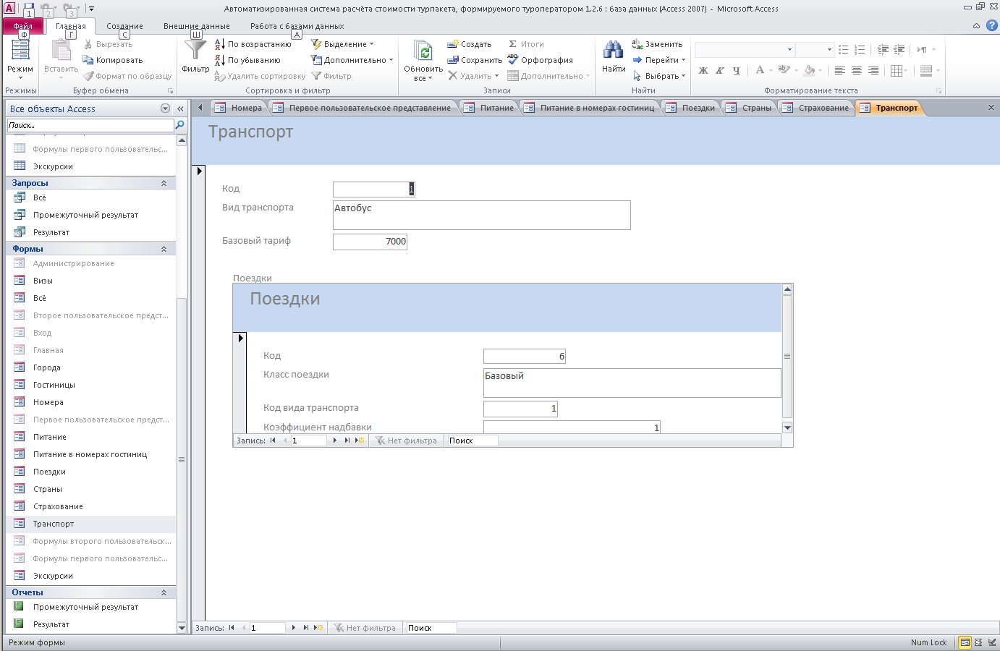 Автоматизированная система расчёта стоимости турпакета, формируемого туроператором 1.2.6 : база данных (Access 2007) - Microsoft Access
1 2 3
Файл Главная Создание Внешние данные Работа с базами данных
Ф Г С Ш А
Режим
Режимы
Вставить
Вырезать
Копировать
Формат по образцу
Буфер обмена
Фильтр
По возрастанию
По убыванию
Удалить сортировку
Выделение
Дополнительно
Фильтр
Сортировка и фильтр
Обновить
все
Создать
Сохранить
Удалить
Итоги
Орфография
Дополнительно
Записи
Найти
Заменить
Перейти
Выбрать
Найти
Ж К Ч
Форматирование текста
Все объекты Access
Поиск...
Формулы первого пользовательс...
Экскурсии
Запросы
Всё
Промежуточный результат
Результат
Формы
Администрирование
Визы
Всё
Второе пользовательское предст...
Вход
Главная
Города
Гостиницы
Номера
Первое пользовательское предст...
Питание
Питание в номерах гостиниц
Поездки
Страны
Страхование
Транспорт
Формулы второго пользовательск...
Формулы первого пользовательс...
Экскурсии
Отчеты
Промежуточный результат
Результат
Номера Первое пользовательское представление Питание Питание в номерах гостиниц Поездки Страны Страхование Транспорт
Транспорт
Код 1
Вид транспорта Автобус
Базовый тариф 7000
Поездки
Поездки
Код 6
Класс поездки Базовый
Код вида транспорта 1
Коэффициент надбавки 1
Запись: 1 Нет фильтра Поиск
Запись: 1 Нет фильтра Поиск
Режим формы Num Lock